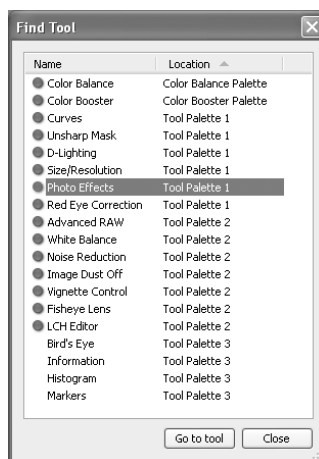 Find Tool
Name Location
Color Balance Color Balance Palette
Color Booster Color Booster Palette
Curves Tool Palette 1
Unsharp Mask Tool Palette 1
D-Lighting Tool Palette 1
Size/Resolution Tool Palette 1
Photo Effects Tool Palette 1
Red Eye Correction Tool Palette 1
Advanced RAW Tool Palette 2
White Balance Tool Palette 2
Noise Reduction Tool Palette 2
Image Dust Off Tool Palette 2
Vignette Control Tool Palette 2
Fisheye Lens Tool Palette 2
LCH Editor Tool Palette 2
Bird's Eye Tool Palette 3
Information Tool Palette 3
Histogram Tool Palette 3
Markers Tool Palette 3
Go to tool Close